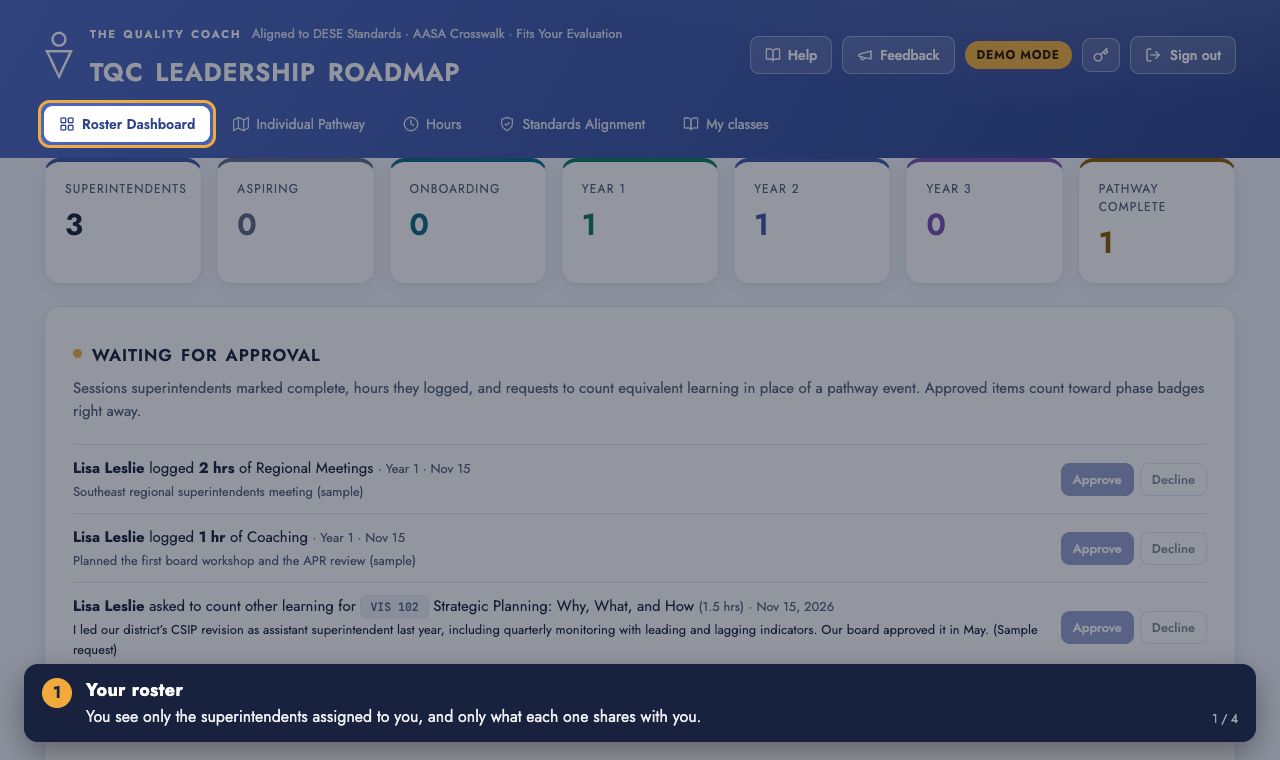 THE QUALITY COACH Aligned to DESE Standards · AASA Crosswalk · Fits Your Evaluation
TQC LEADERSHIP ROADMAP
Help
Feedback
DEMO MODE
Sign out
Roster Dashboard
Individual Pathway
Hours
Standards Alignment
My classes
SUPERINTENDENTS
3
ASPIRING
0
ONBOARDING
0
YEAR 1
1
YEAR 2
1
YEAR 3
0
PATHWAY
COMPLETE
1
WAITING FOR APPROVAL
Sessions superintendents marked complete, hours they logged, and requests to count equivalent learning in place of a pathway event. Approved items count toward phase badges
right away.
Lisa Leslie logged 2 hrs of Regional Meetings · Year 1 · Nov 15
Southeast regional superintendents meeting (sample)
Approve
Decline
Lisa Leslie logged 1 hr of Coaching · Year 1 · Nov 15
Planned the first board workshop and the APR review (sample)
Approve
Decline
Lisa Leslie asked to count other learning for VIS 102 Strategic Planning: Why, What, and How (1.5 hrs) · Nov 15, 2026
I led our district's CSIP revision as assistant superintendent last year, including quarterly monitoring with leading and lagging indicators. Our board approved it in May. (Sample
request)
Approve
Decline
1
Your roster
You see only the superintendents assigned to you, and only what each one shares with you.
1 / 4